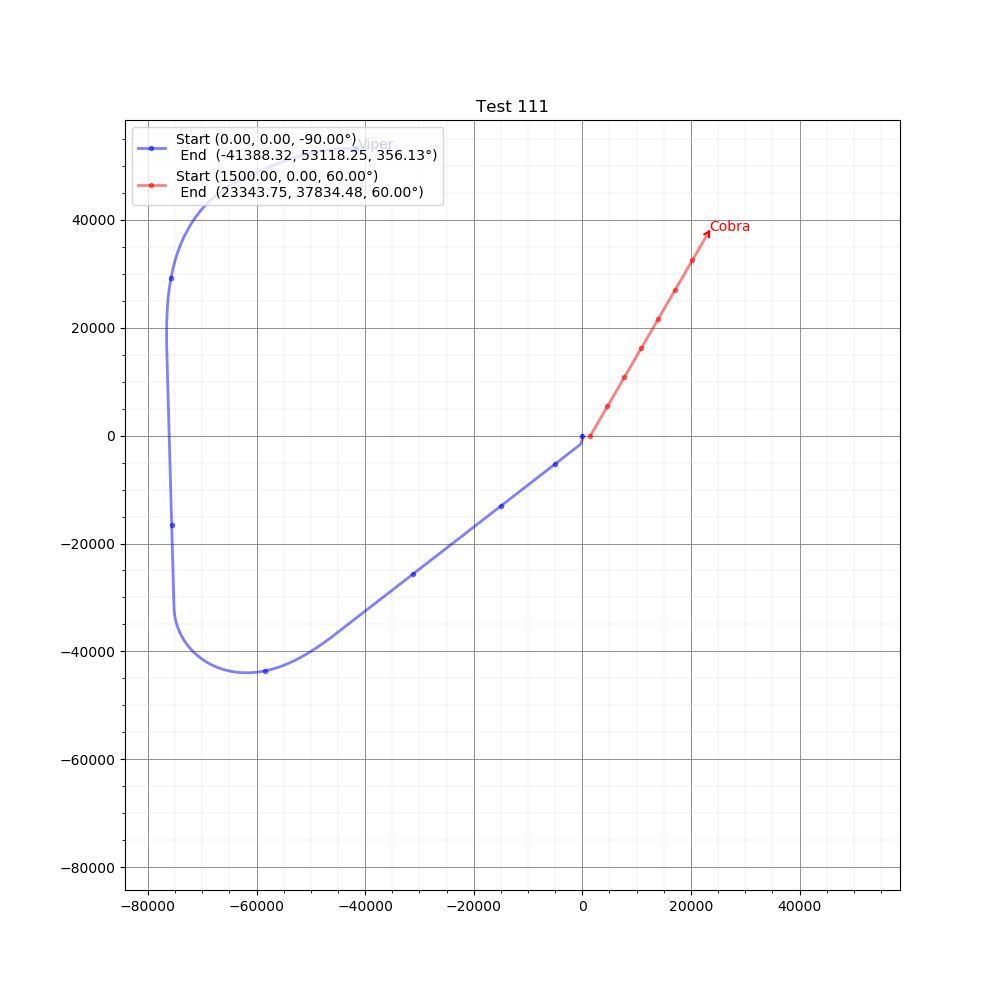 Test 111
Start (0.00, 0.00, -90.00°)
End  (-41388.32, 53118.25, 356.13°)
Start (1500.00, 0.00, 60.00°)
End  (23343.75, 37834.48, 60.00°)
Viper
Cobra
40000
20000
0
−20000
−40000
−60000
−80000
−80000 −60000 −40000 −20000 0 20000 40000